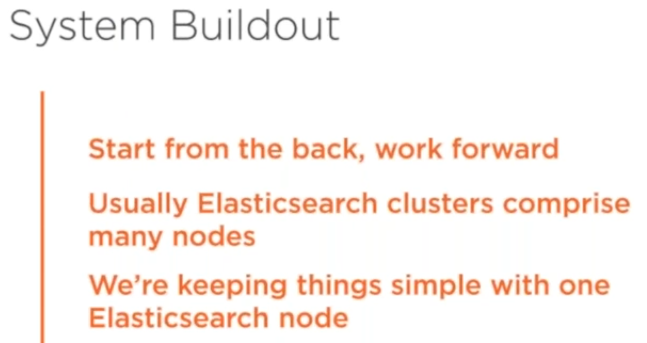 System Buildout
Start from the back, work forward
Usually Elasticsearch clusters comprise
many nodes
We’re keeping things simple with one
Elasticsearch node